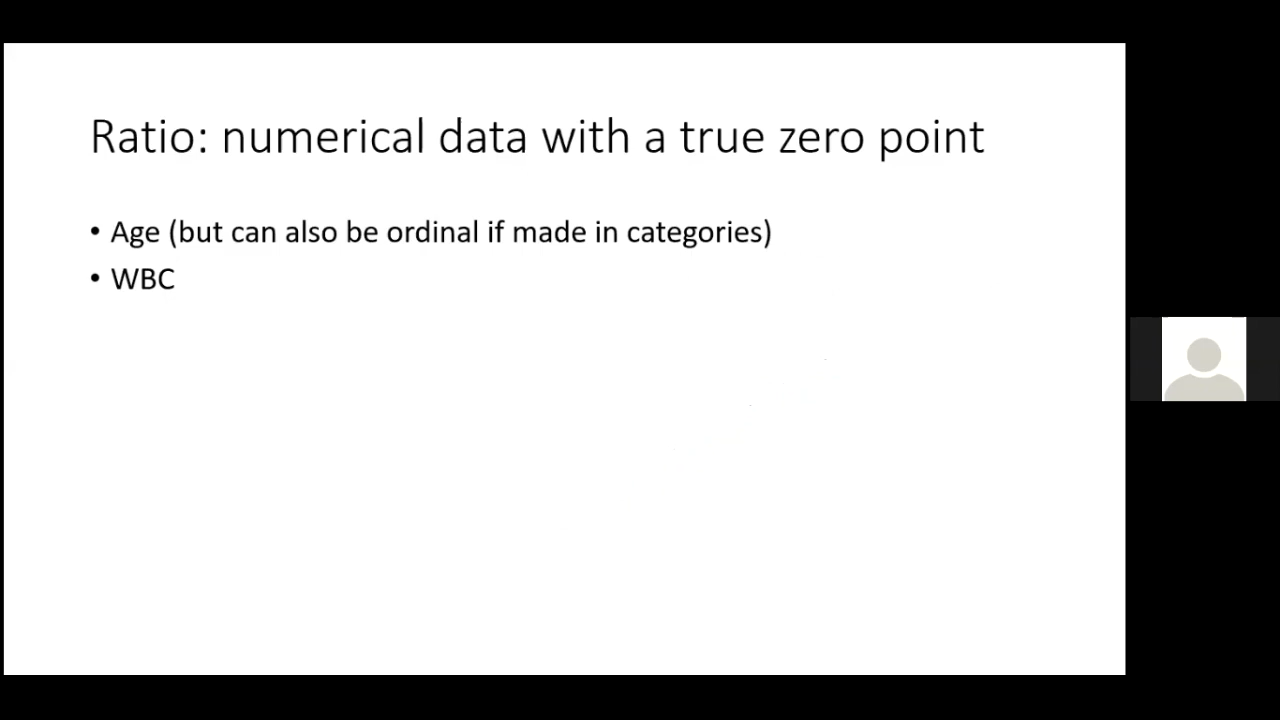 Ratio: numerical data with a true zero point
• Age (but can also be ordinal if made in categories)
• WBC